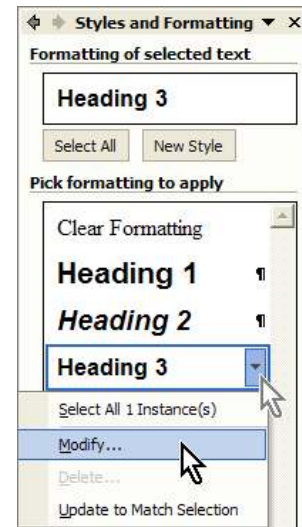 Styles and Formatting
Formatting of selected text
Heading 3
Select All New Style
Pick formatting to apply
Clear Formatting
Heading 1 ¶
Heading 2 ¶
Heading 3
Select All 1 Instance(s)
Modify...
Delete...
Update to Match Selection